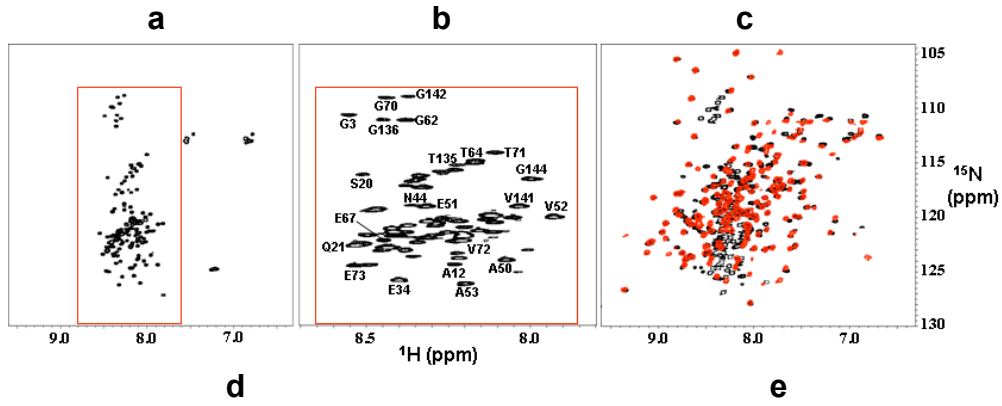 a b c
G142
G70
G3
G136 G62
T64 T71
T135
G144
S20
N44 E51 V141
V52
E67
Q21
V72
E73 A12 A50
E34 A53
105
110
115
15N
(ppm)
120
125
130
9.0 8.0 7.0
8.5 8.0
9.0 8.0 7.0
1H (ppm)
d e